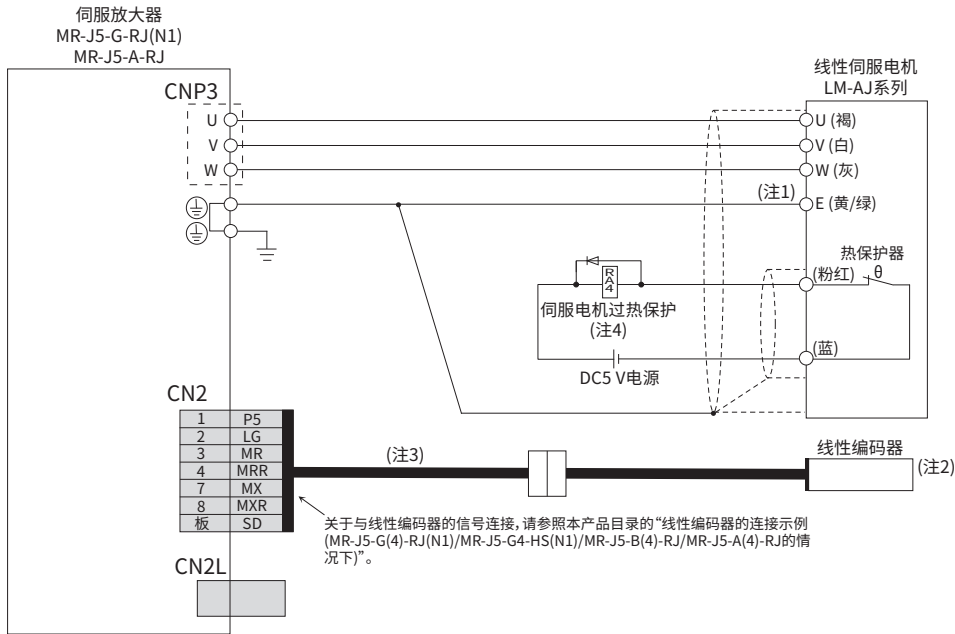 伺服放大器
MR-J5-G-RJ(N1)
MR-J5-A-RJ
线性伺服电机
LM-AJ系列
CNP3
U
V
W
U (褐)
V (白)
W (灰)
(注1)
E (黄/绿)
热保护器
θ
(粉红)
RA4
伺服电机过热保护
(注4)
(蓝)
DC5 V电源
CN2
1 P5
2 LG
3 MR
4 MRR
7 MX
8 MXR
板 SD
(注3)
线性编码器
(注2)
关于与线性编码器的信号连接,请参照本产品目录的“线性编码器的连接示例
(MR-J5-G(4)-RJ(N1)/MR-J5-G4-HS(N1)/MR-J5-B(4)-RJ/MR-J5-A(4)-RJ的情
况下)”。
CN2L